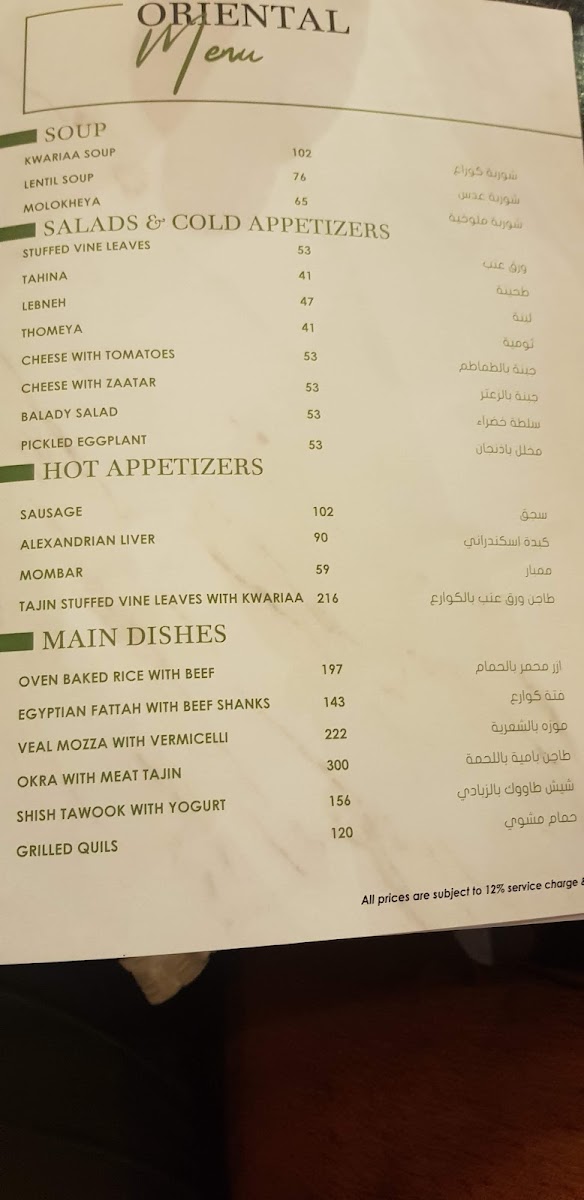 ORIENTAL
Menu
SOUP
KWARIAA SOUP 102 شوربة كوراع
LENTIL SOUP 76 شوربة عدس
MOLOKHEYA 65 شوربة ملوخية
SALADS & COLD APPETIZERS
STUFFED VINE LEAVES 53 ورق عنب
TAHINA 41 طحينة
LEBNEH 47 لبنة
THOMEYA 41 ثومية
CHEESE WITH TOMATOES 53 جبنة بالطماطم
CHEESE WITH ZAATAR 53 جبنة بالزعتر
BALADY SALAD 53 سلطة خضراء
PICKLED EGGPLANT 53 مخلل باذنجان
HOT APPETIZERS
SAUSAGE 102 سجق
ALEXANDRIAN LIVER 90 كبدة اسكندراني
MOMBAR 59 ممبار
TAJIN STUFFED VINE LEAVES WITH KWARIAA 216 طاجن ورق عنب بالكوارع
MAIN DISHES
OVEN BAKED RICE WITH BEEF 197 ارز محمر بالحمام
EGYPTIAN FATTAH WITH BEEF SHANKS 143 فتة كوارع
VEAL MOZZA WITH VERMICELLI 222 موزه بالشعرية
OKRA WITH MEAT TAJIN 300 طاجن بامية باللحمة
SHISH TAWOOK WITH YOGURT 156 شيش طاووك بالزبادي
GRILLED QUILS 120 حمام مشوي
All prices are subject to 12% service charge &